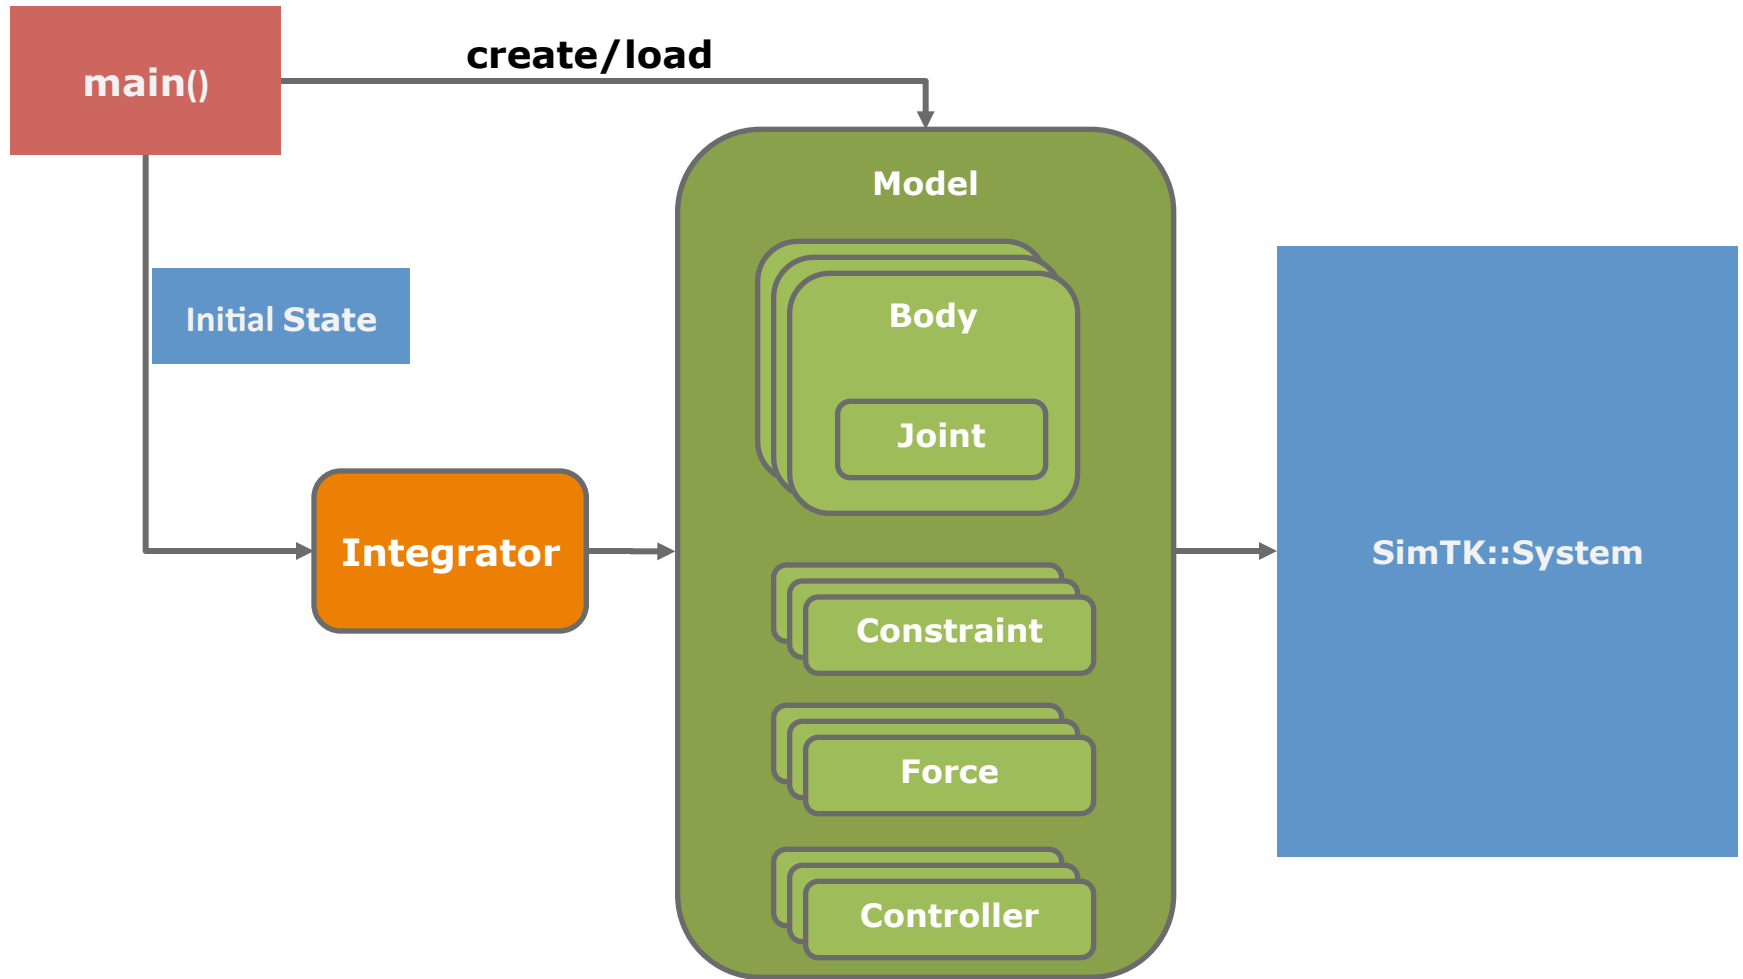 main()
create/load
Model
Body
Initial State
Joint
Integrator
SimTK::System
Constraint
Force
Controller